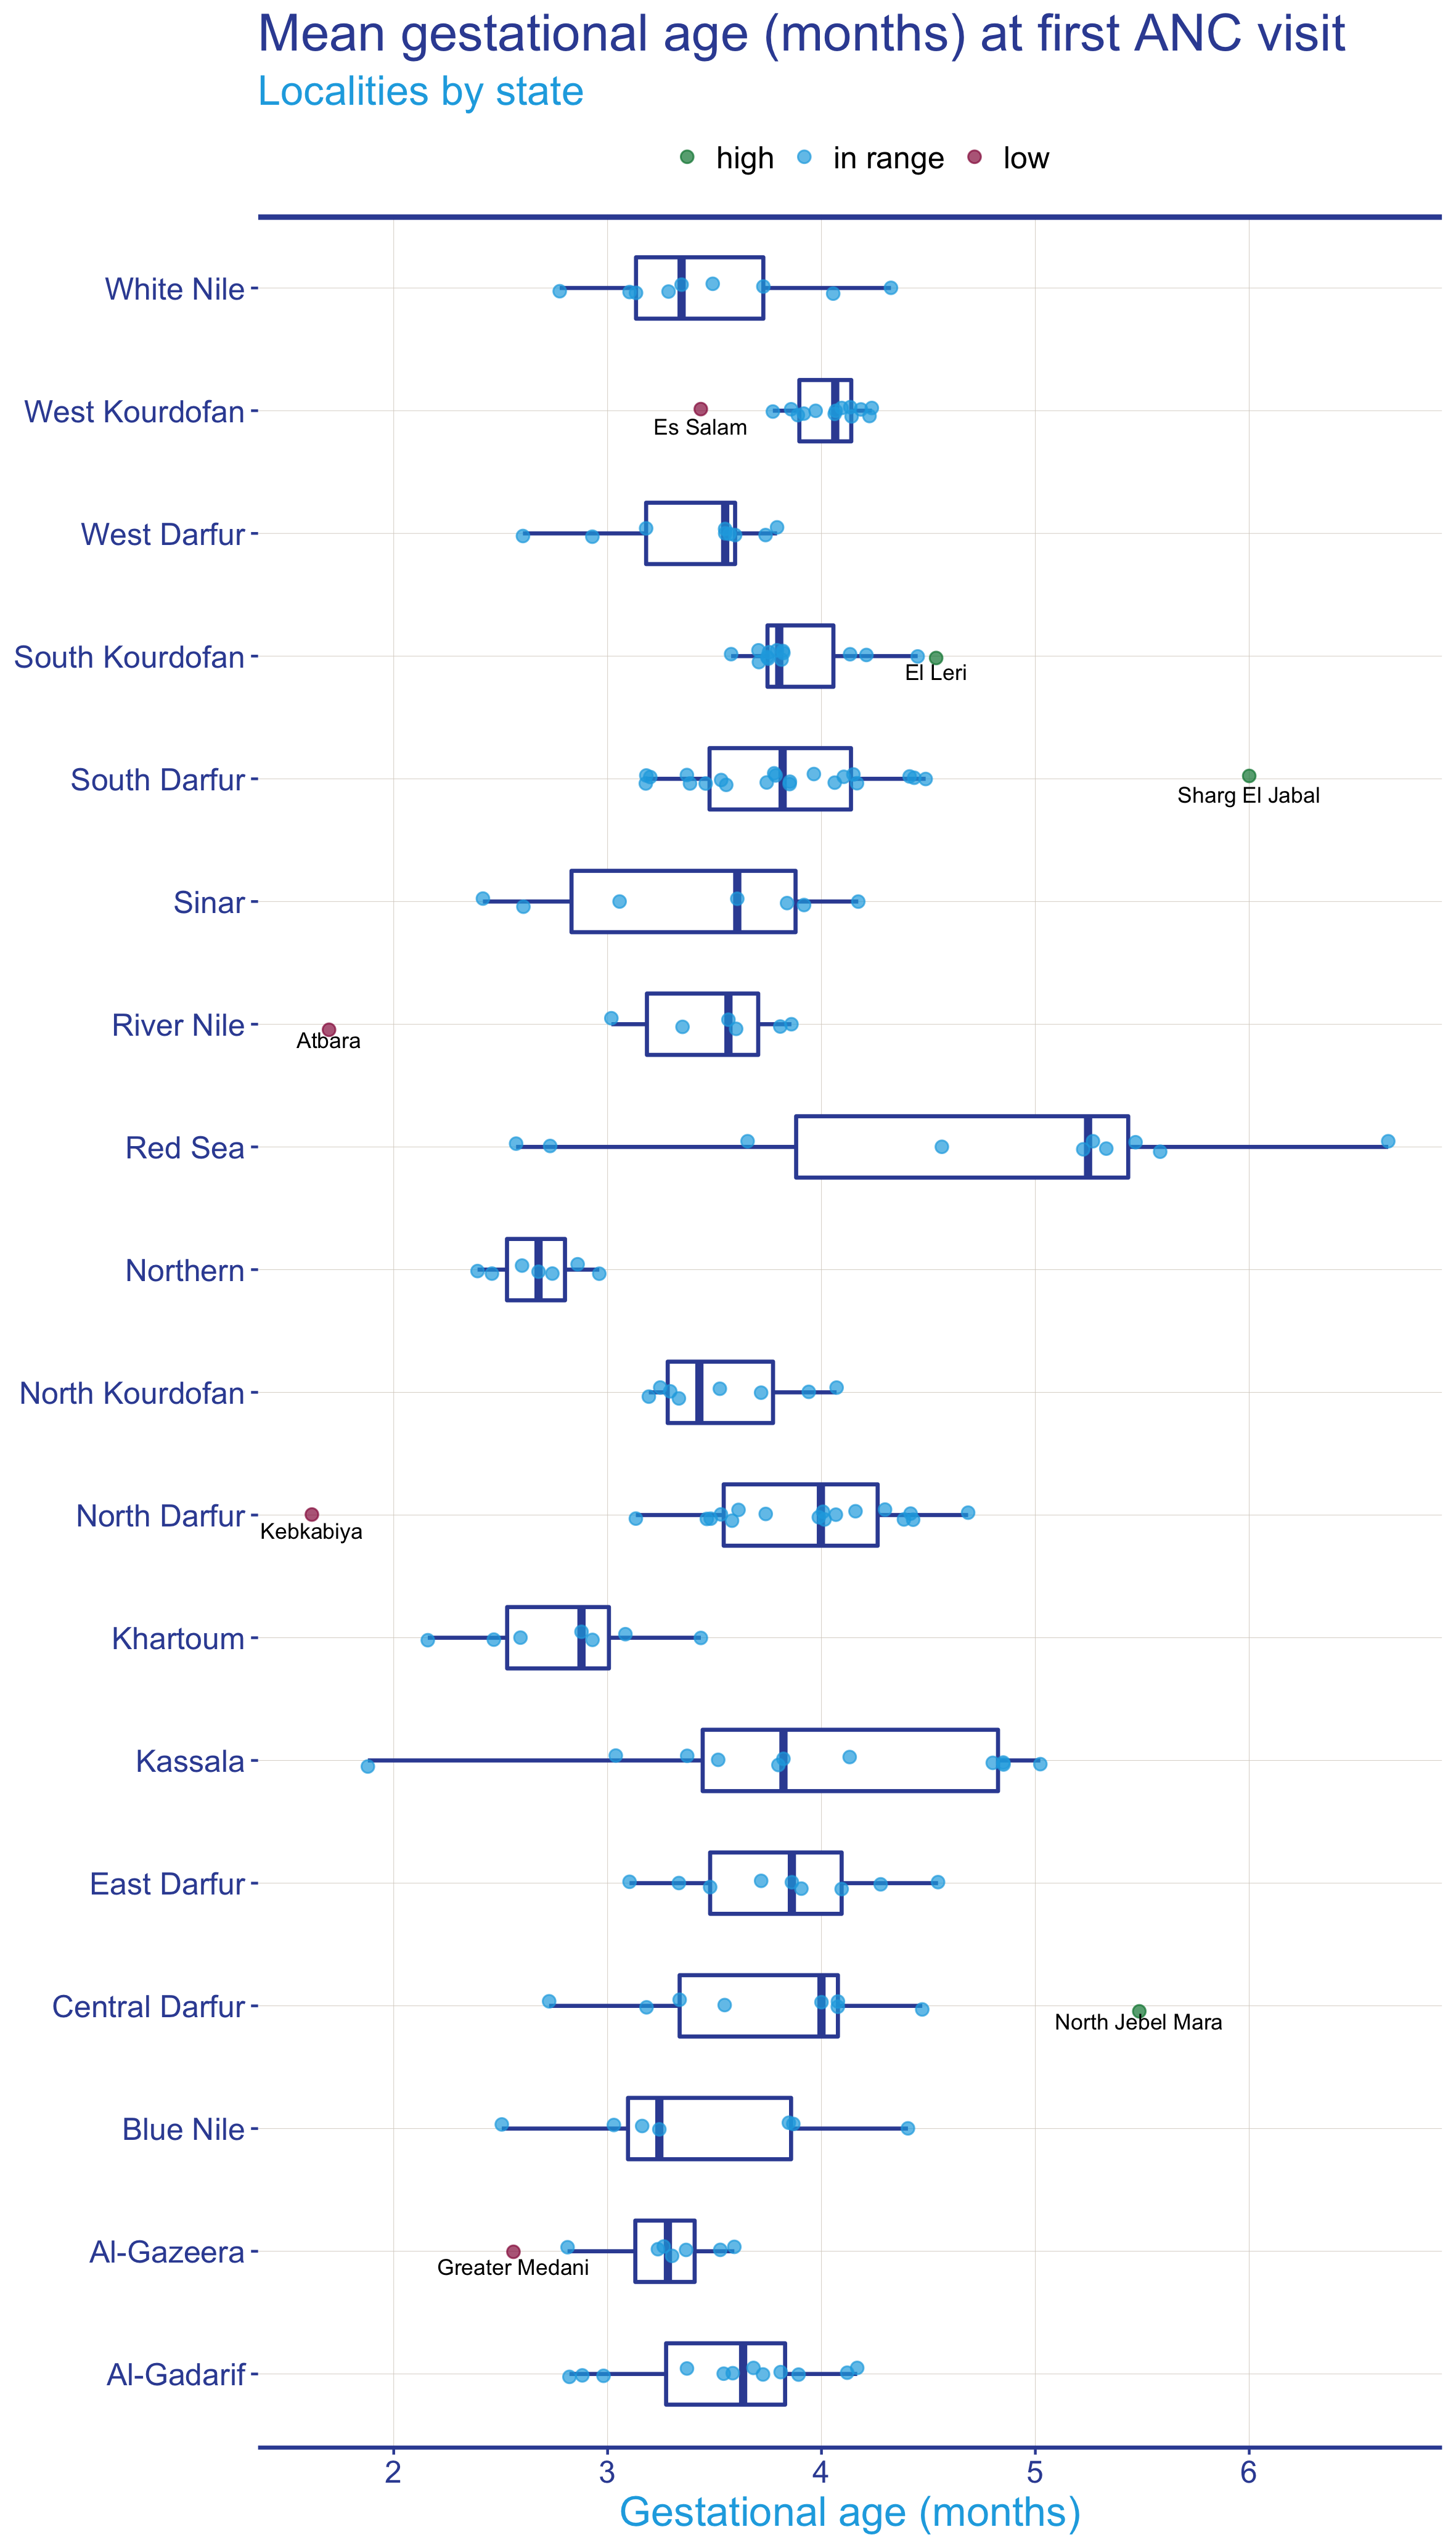 Mean gestational age (months) at first ANC visit
Localities by state
high in range low
White Nile
West Kourdofan
Es Salam
West Darfur
South Kourdofan
El Leri
South Darfur
Sharg El Jabal
Sinar
River Nile
Atbara
Red Sea
Northern
North Kourdofan
North Darfur
Kebkabiya
Khartoum
Kassala
East Darfur
Central Darfur
North Jebel Mara
Blue Nile
Al-Gazeera
Greater Medani
Al-Gadarif
2 3 4 5 6
Gestational age (months)